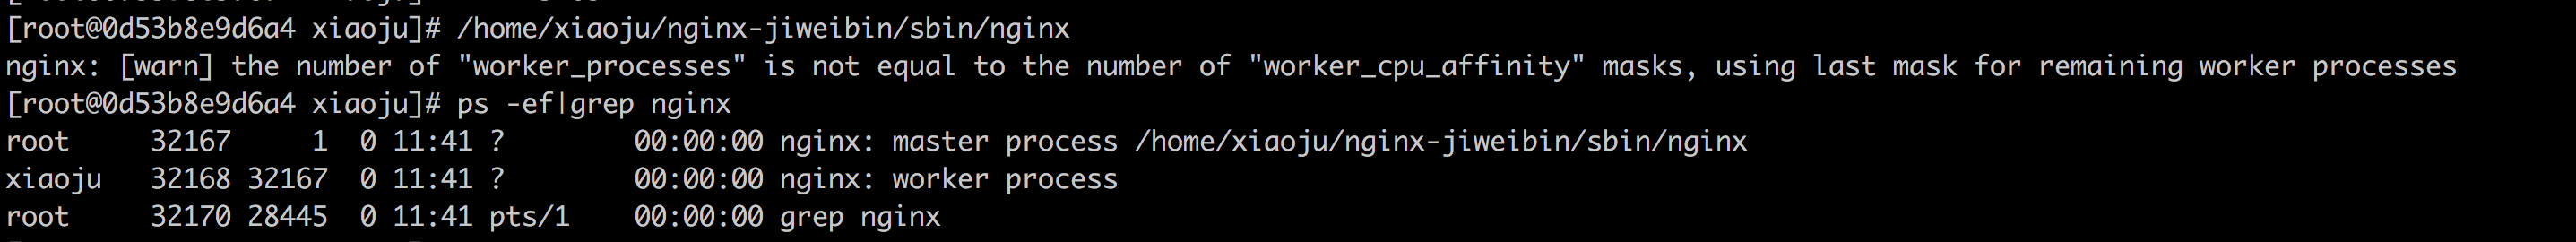 [root@0d53b8e9d6a4 xiaoju]# /home/xiaoju/nginx-jiweibin/sbin/nginx
nginx: [warn] the number of "worker_processes" is not equal to the number of "worker_cpu_affinity" masks, using last mask for remaining worker processes
[root@0d53b8e9d6a4 xiaoju]# ps -ef|grep nginx
root     32167     1  0 11:41 ?        00:00:00 nginx: master process /home/xiaoju/nginx-jiweibin/sbin/nginx
xiaoju   32168 32167  0 11:41 ?        00:00:00 nginx: worker process
root     32170 28445  0 11:41 pts/1    00:00:00 grep nginx